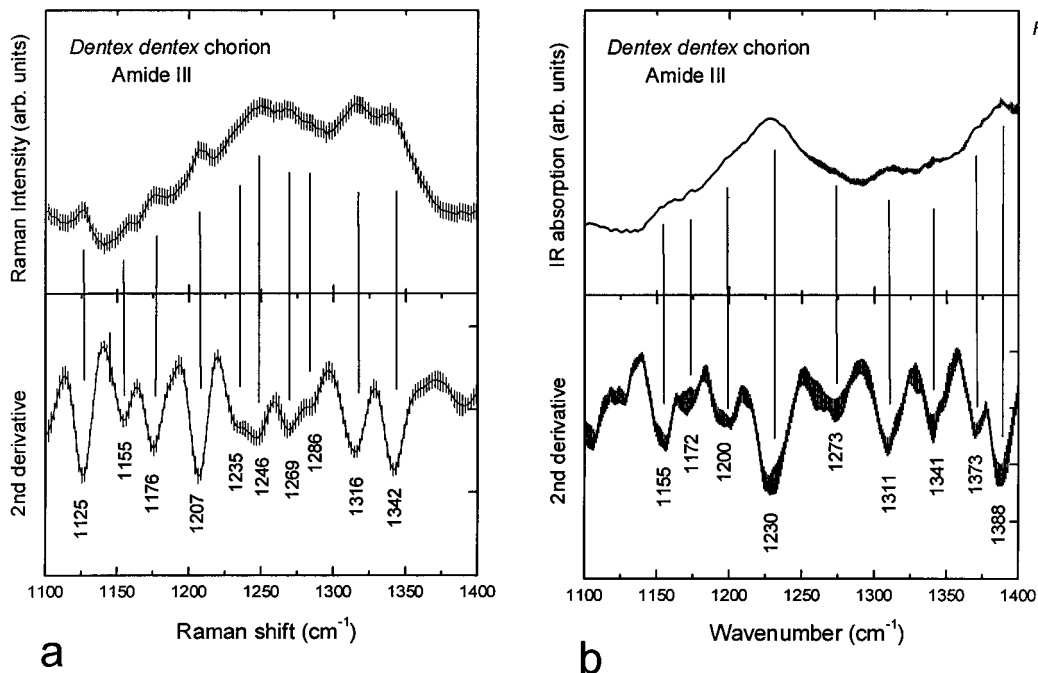 Dentex dentex chorion
Amide III
Raman Intensity (arb. units)
2nd derivative
1125
1155
1176
1207
1235
1246
1269
1286
1316
1342
1100 1150 1200 1250 1300 1350 1400
Raman shift (cm⁻¹)
a
Dentex dentex chorion
Amide III
IR absorption (arb. units)
2nd derivative
1155
1172
1200
1230
1273
1311
1341
1373
1388
1100 1150 1200 1250 1300 1350 1400
Wavenumber (cm⁻¹)
b